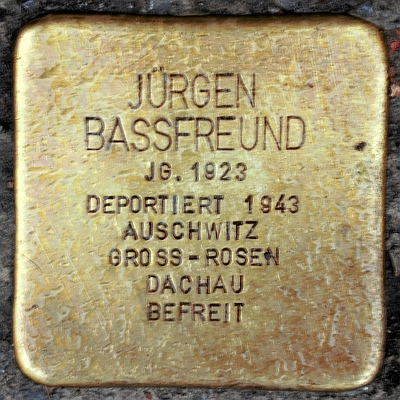 JÜRGEN
BASSFREUND
JG. 1923
DEPORTIERT 1943
AUSCHWITZ
GROSS-ROSEN
DACHAU
BEFREIT